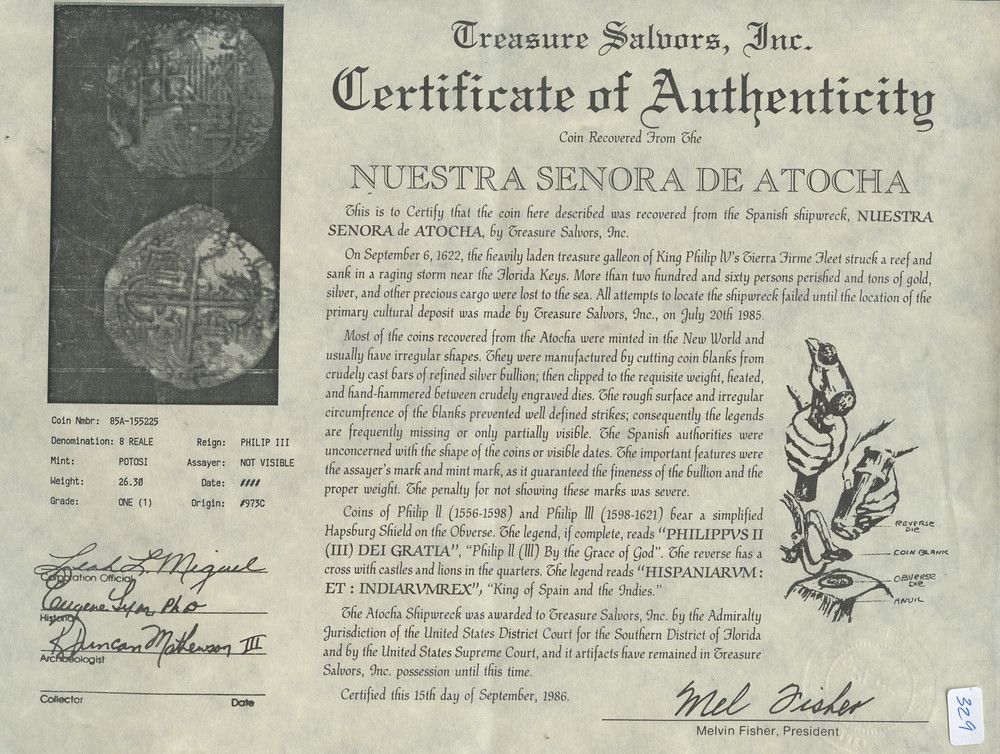 Treasure Salvors, Inc.
Certificate of Authenticity
Coin Recovered From The
NUESTRA SENORA DE ATOCHA
This is to Certify that the coin here described was recovered from the Spanish shipwreck, NUESTRA
SENORA de ATOCHA, by Treasure Salvors, Inc.
On September 6, 1622, the heavily laden treasure galleon of King Philip IV's Tierra Firme Fleet struck a reef and
sank in a raging storm near the Florida Keys. More than two hundred and sixty persons perished and tons of gold,
silver, and other precious cargo were lost to the sea. All attempts to locate the shipwreck failed until the location of the
primary cultural deposit was made by Treasure Salvors, Inc., on July 20th 1985.
Most of the coins recovered from the Atocha were minted in the New World and
usually have irregular shapes. They were manufactured by cutting coin blanks from
crudely cast bars of refined silver bullion; then clipped to the requisite weight, heated,
and hand-hammered between crudely engraved dies. The rough surface and irregular
circumfrence of the blanks prevented well defined strikes; consequently the legends
are frequently missing or only partially visible. The Spanish authorities were
unconcerned with the shape of the coins or visible dates. The important features were
the assayer's mark and mint mark, as it guaranteed the fineness of the bullion and the
proper weight. The penalty for not showing these marks was severe.
Coins of Philip II (1556-1598) and Philip III (1598-1621) bear a simplified
Hapsburg Shield on the Obverse. The legend, if complete, reads "PHILIPPVS II
(III) DEI GRATIA", "Philip II (III) By the Grace of God". The reverse has a
cross with castles and lions in the quarters. The legend reads "HISPANIARVM :
ET : INDIARVMREX", "King of Spain and the Indies."
The Atocha Shipwreck was awarded to Treasure Salvors, Inc. by the Admiralty
Jurisdiction of the United States District Court for the Southern District of Florida
and by the United States Supreme Court, and it artifacts have remained in Treasure
Salvors, Inc. possession until this time.
Certified this 15th day of September, 1986.
Coin Nmbr: 85A-155225
Denomination: 8 REALE Reign: PHILIP III
Mint: POTOSI Assayer: NOT VISIBLE
Weight: 26.30 Date: ####
Grade: ONE (1) Origin: #973C
Leah L Miguel
Corporation Official
Eugene Lyon PhD
Historian
R Duncan Mathewson III
Archeologist
Collector Date
REVERSE
DIE
COIN BLANK
OBVERSE
DIE
ANVIL
Mel Fisher
Melvin Fisher, President
329